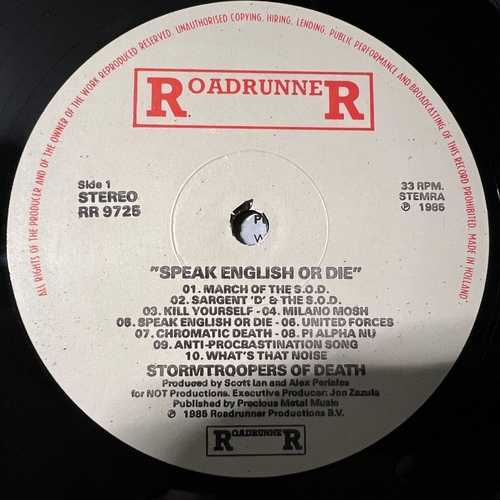 ALL RIGHTS OF THE PRODUCER AND OF THE OWNER OF THE WORK REPRODUCED RESERVED. UNAUTHORISED COPYING, HIRING, LENDING, PUBLIC PERFORMANCE AND BROADCASTING OF THIS RECORD PROHIBITED. MADE IN HOLLAND.
ROADRUNNER
Side 1
STEREO
RR 9725
33 RPM.
STEMRA
℗ 1985
"SPEAK ENGLISH OR DIE"
01. MARCH OF THE S.O.D.
02. SARGENT 'D' & THE S.O.D.
03. KILL YOURSELF - 04. MILANO MOSH
05. SPEAK ENGLISH OR DIE - 06. UNITED FORCES
07. CHROMATIC DEATH - 08. PI ALPHA NU
09. ANTI-PROCRASTINATION SONG
10. WHAT'S THAT NOISE
STORMTROOPERS OF DEATH
Produced by Scott Ian and Alex Perialas
for NOT Productions. Executive Producer: Jon Zazula
Published by Precious Metal Music
℗ 1985 Roadrunner Productions B.V.
ROADRUNNER